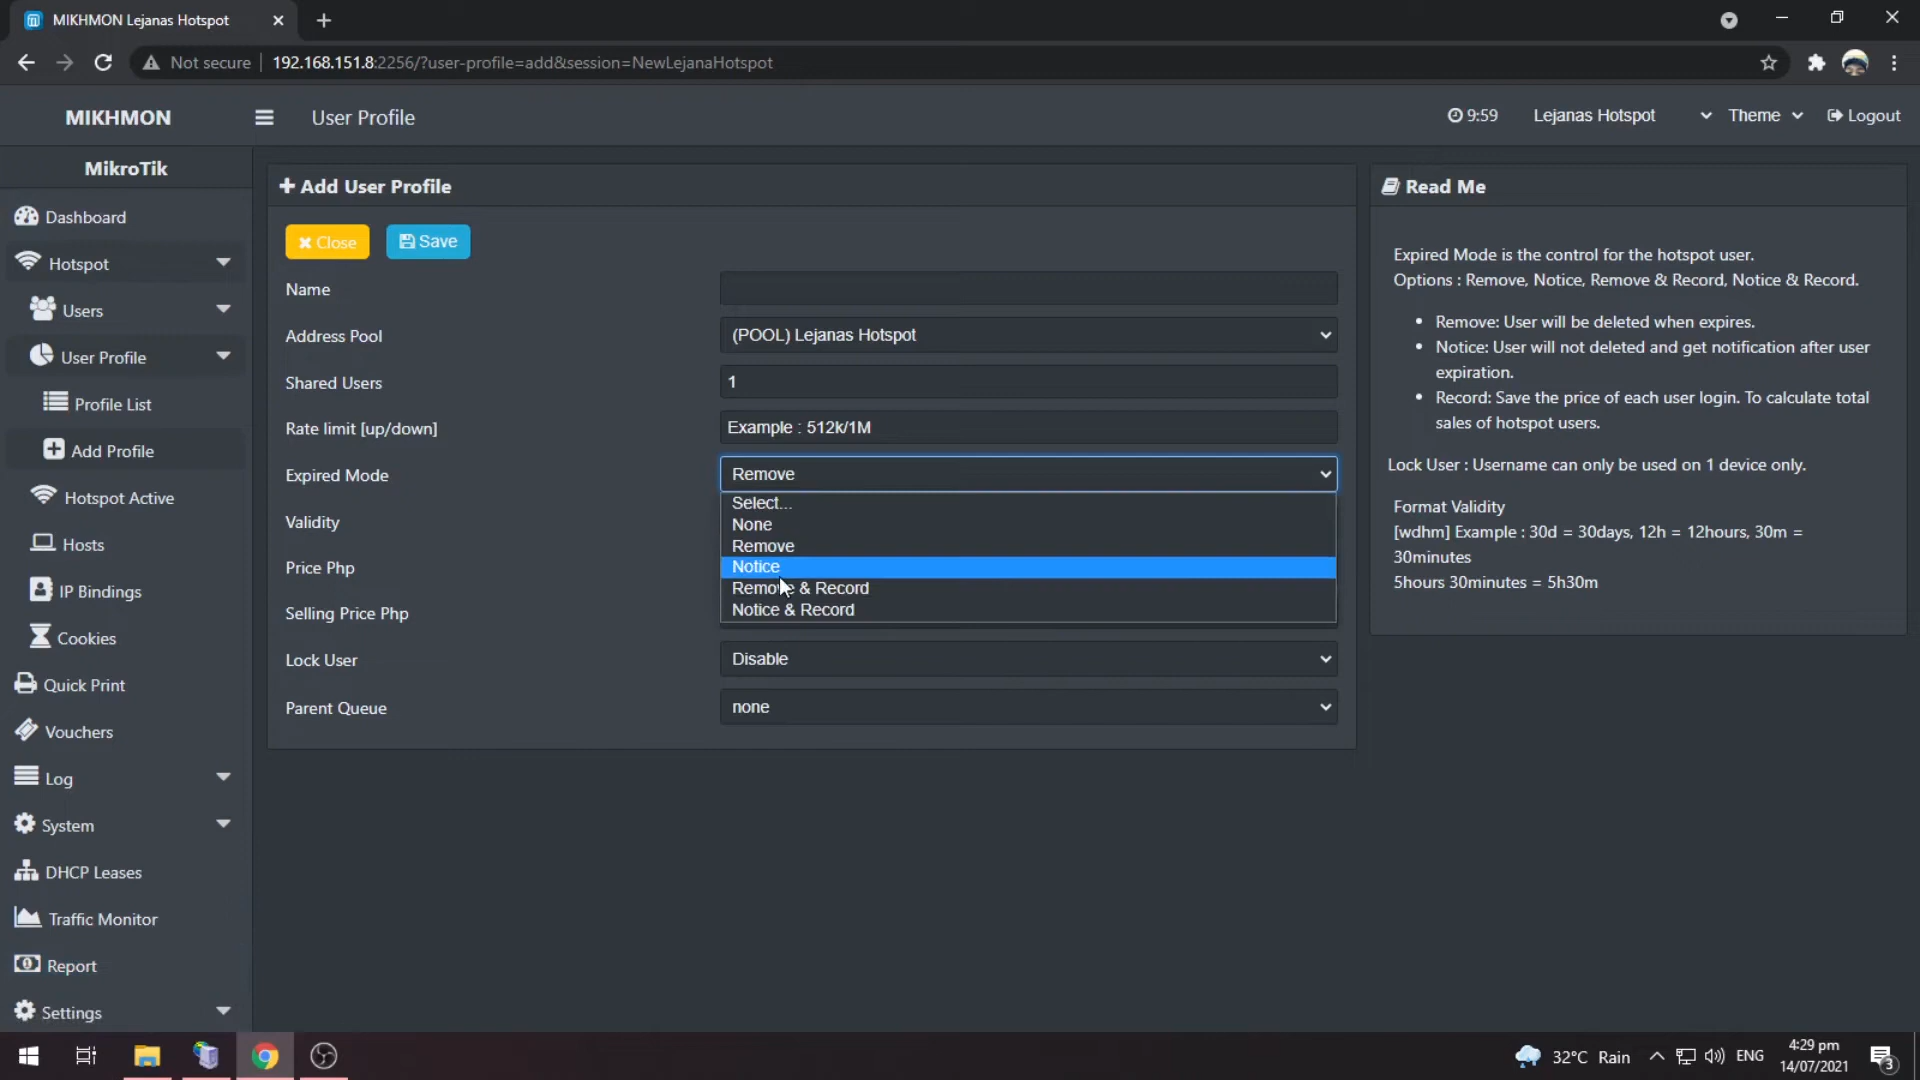 MIKHMON Lejanas Hotspot
Not secure
192.168.151.8:2256/?user-profile=add&session=NewLejanaHotspot
MIKHMON
User Profile
9:59
Lejanas Hotspot
Theme
Logout
MikroTik
Dashboard
Hotspot
Users
User Profile
Profile List
Add Profile
Hotspot Active
Hosts
IP Bindings
Cookies
Quick Print
Vouchers
Log
System
DHCP Leases
Traffic Monitor
Report
Settings
Add User Profile
Close
Save
Name
Address Pool
(POOL) Lejanas Hotspot
Shared Users
1
Rate limit [up/down]
Example : 512k/1M
Expired Mode
Remove
Select...
None
Remove
Notice
Remove & Record
Notice & Record
Validity
Price Php
Selling Price Php
Lock User
Disable
Parent Queue
none
Read Me
Expired Mode is the control for the hotspot user.
Options : Remove, Notice, Remove & Record, Notice & Record.
Remove: User will be deleted when expires.
Notice: User will not deleted and get notification after user
expiration.
Record: Save the price of each user login. To calculate total
sales of hotspot users.
Lock User : Username can only be used on 1 device only.
Format Validity
[wdhm] Example : 30d = 30days, 12h = 12hours, 30m =
30minutes
5hours 30minutes = 5h30m
32°C Rain
ENG
4:29 pm
14/07/2021
3